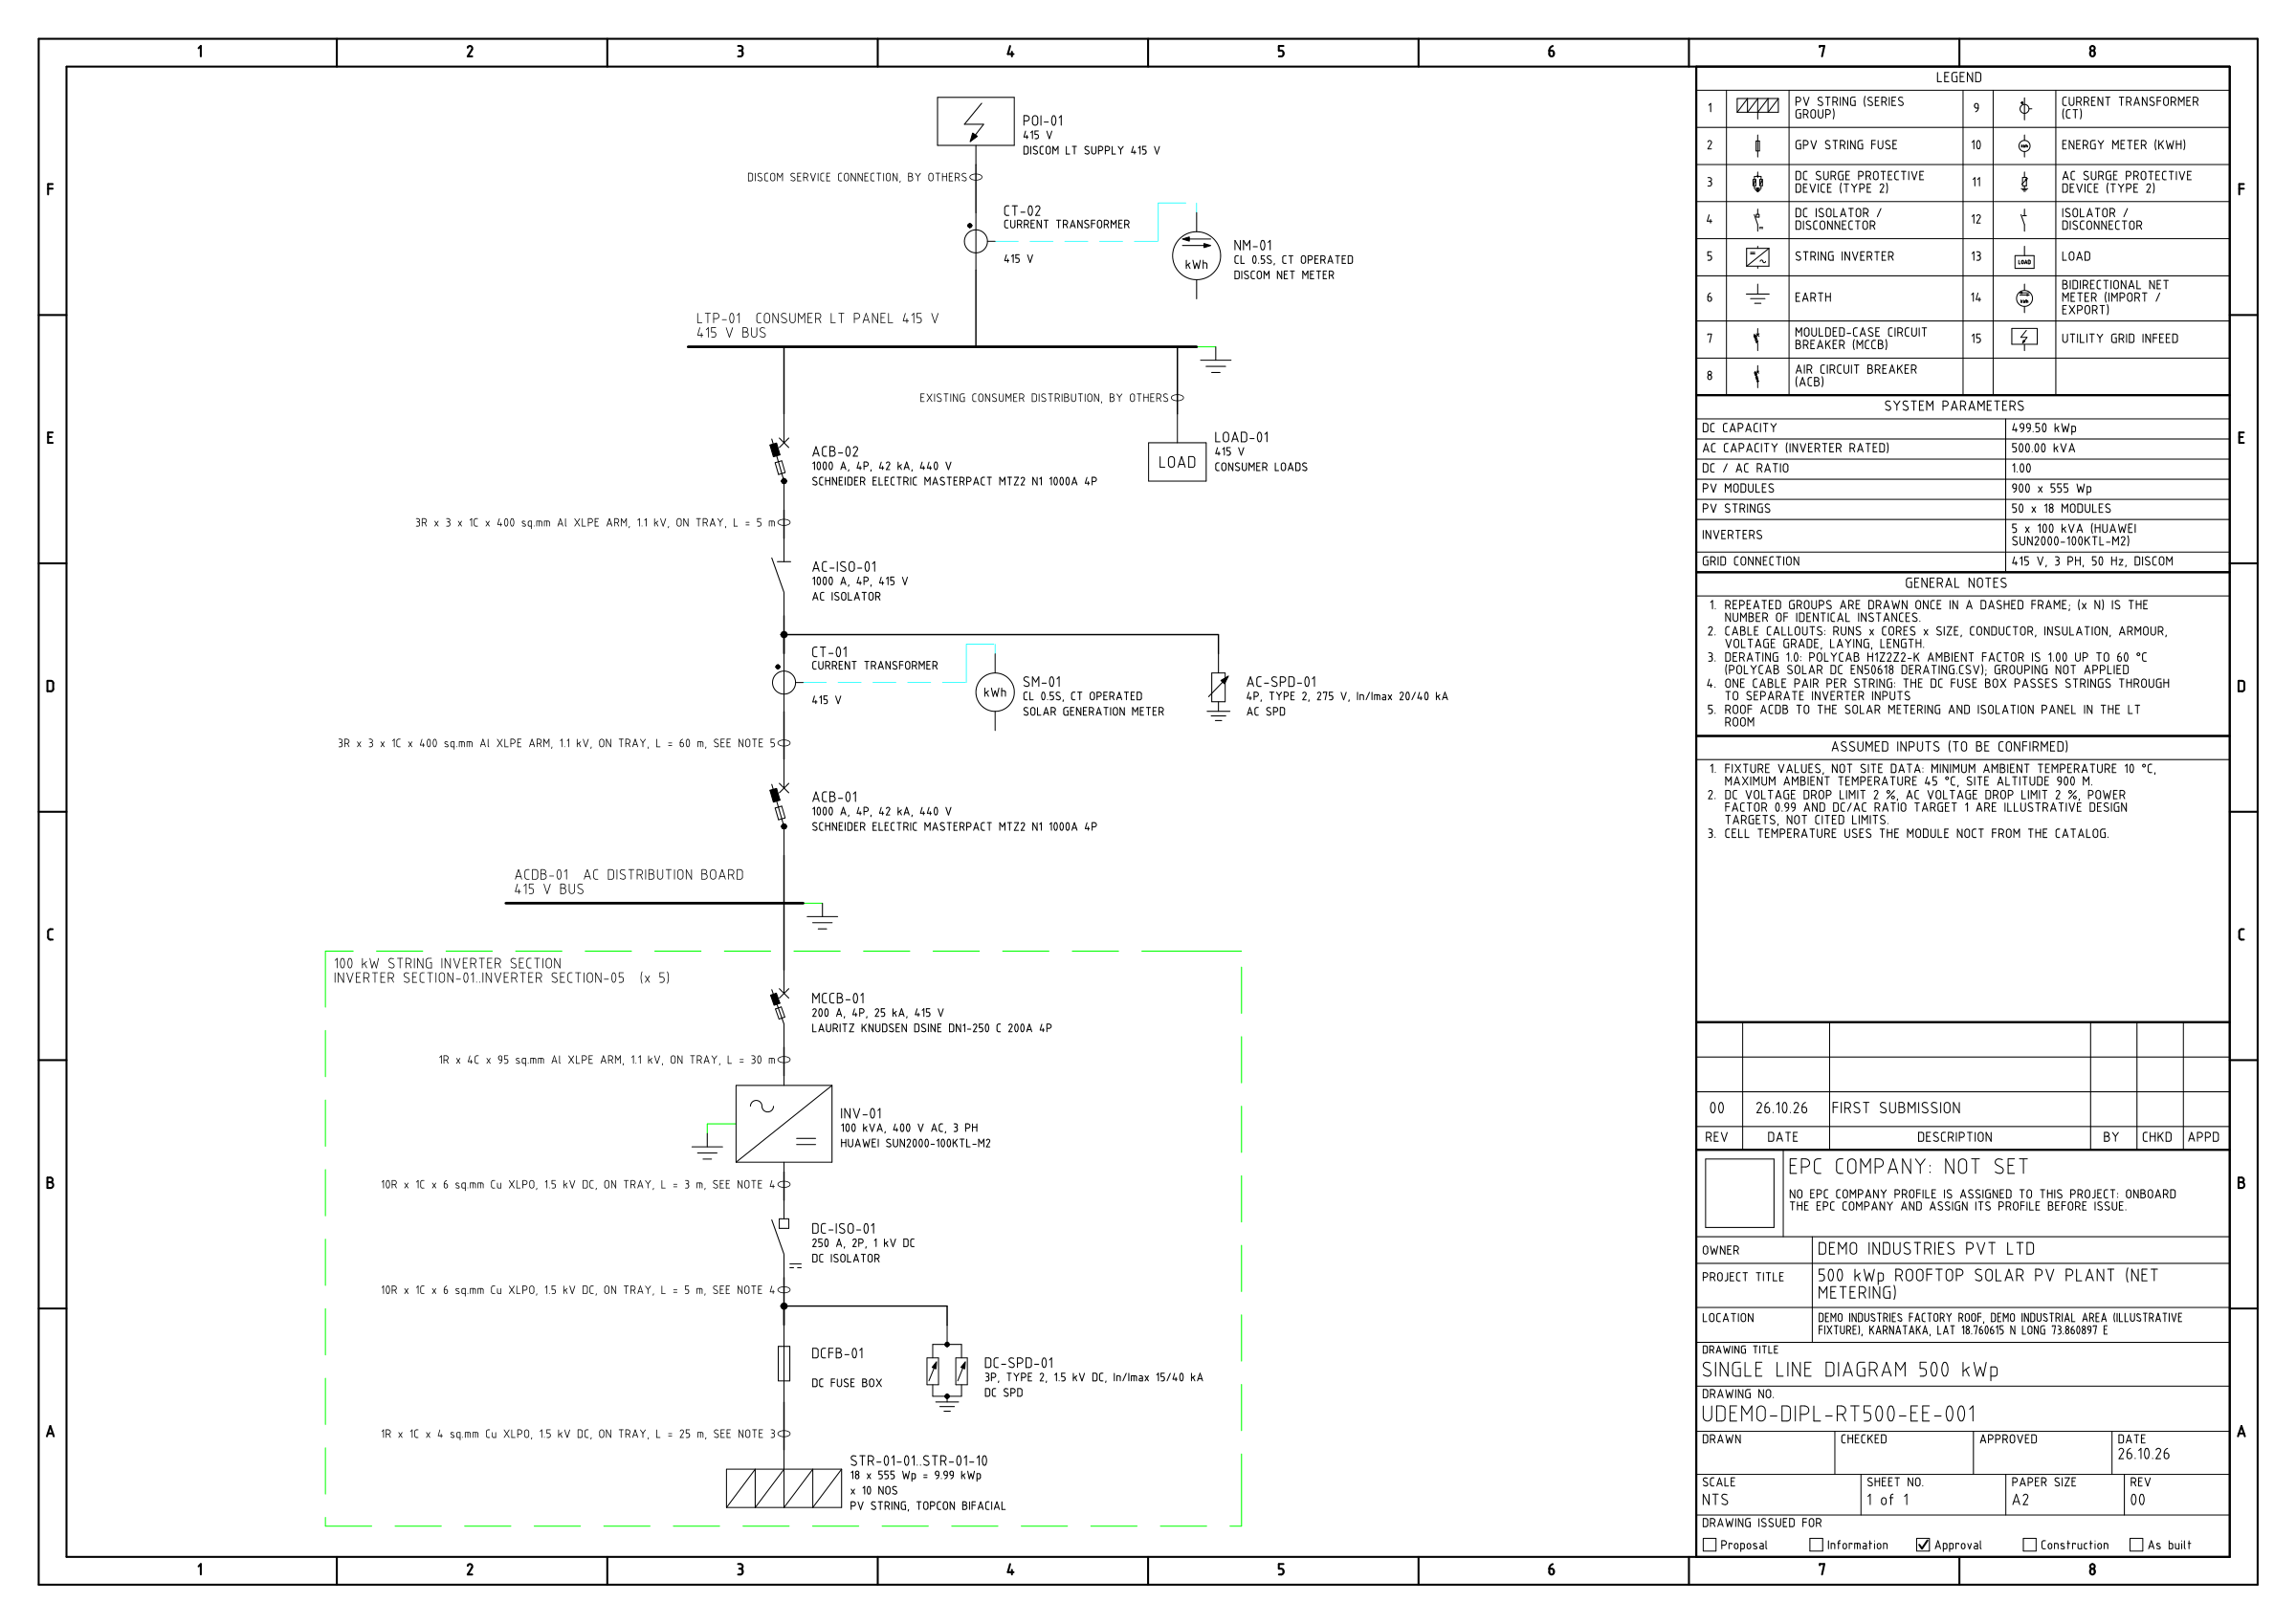 1 2 3 4 5 6 7 8
F
E
D
C
B
A
POI-01
415 V
DISCOM LT SUPPLY 415 V
DISCOM SERVICE CONNECTION, BY OTHERS
CT-02
CURRENT TRANSFORMER
415 V
kWh
NM-01
CL 0.5S, CT OPERATED
DISCOM NET METER
LTP-01 CONSUMER LT PANEL 415 V
415 V BUS
EXISTING CONSUMER DISTRIBUTION, BY OTHERS
LOAD
LOAD-01
415 V
CONSUMER LOADS
ACB-02
1000 A, 4P, 42 kA, 440 V
SCHNEIDER ELECTRIC MASTERPACT MTZ2 N1 1000A 4P
3R x 3 x 1C x 400 sq.mm Al XLPE ARM, 1.1 kV, ON TRAY, L = 5 m
AC-ISO-01
1000 A, 4P, 415 V
AC ISOLATOR
CT-01
CURRENT TRANSFORMER
415 V
kWh
SM-01
CL 0.5S, CT OPERATED
SOLAR GENERATION METER
AC-SPD-01
4P, TYPE 2, 275 V, In/Imax 20/40 kA
AC SPD
3R x 3 x 1C x 400 sq.mm Al XLPE ARM, 1.1 kV, ON TRAY, L = 60 m, SEE NOTE 5
ACB-01
1000 A, 4P, 42 kA, 440 V
SCHNEIDER ELECTRIC MASTERPACT MTZ2 N1 1000A 4P
ACDB-01 AC DISTRIBUTION BOARD
415 V BUS
100 kW STRING INVERTER SECTION
INVERTER SECTION-01..INVERTER SECTION-05 (x 5)
MCCB-01
200 A, 4P, 25 kA, 415 V
LAURITZ KNUDSEN DSINE DN1-250 C 200A 4P
1R x 4C x 95 sq.mm Al XLPE ARM, 1.1 kV, ON TRAY, L = 30 m
INV-01
100 kVA, 400 V AC, 3 PH
HUAWEI SUN2000-100KTL-M2
10R x 1C x 6 sq.mm Cu XLPO, 1.5 kV DC, ON TRAY, L = 3 m, SEE NOTE 4
DC-ISO-01
250 A, 2P, 1 kV DC
DC ISOLATOR
10R x 1C x 6 sq.mm Cu XLPO, 1.5 kV DC, ON TRAY, L = 5 m, SEE NOTE 4
DCFB-01
DC FUSE BOX
DC-SPD-01
3P, TYPE 2, 1.5 kV DC, In/Imax 15/40 kA
DC SPD
1R x 1C x 4 sq.mm Cu XLPO, 1.5 kV DC, ON TRAY, L = 25 m, SEE NOTE 3
STR-01-01..STR-01-10
18 x 555 Wp = 9.99 kWp
x 10 NOS
PV STRING, TOPCON BIFACIAL
LEGEND
1 PV STRING (SERIES
GROUP)
9 CURRENT TRANSFORMER
(CT)
2 GPV STRING FUSE
10 ENERGY METER (KWH)
3 DC SURGE PROTECTIVE
DEVICE (TYPE 2)
11 AC SURGE PROTECTIVE
DEVICE (TYPE 2)
4 DC ISOLATOR /
DISCONNECTOR
12 ISOLATOR /
DISCONNECTOR
5 STRING INVERTER
13 LOAD LOAD
6 EARTH
14 kWh BIDIRECTIONAL NET
METER (IMPORT /
EXPORT)
7 MOULDED-CASE CIRCUIT
BREAKER (MCCB)
15 UTILITY GRID INFEED
8 AIR CIRCUIT BREAKER
(ACB)
SYSTEM PARAMETERS
DC CAPACITY 499.50 kWp
AC CAPACITY (INVERTER RATED) 500.00 kVA
DC / AC RATIO 1.00
PV MODULES 900 x 555 Wp
PV STRINGS 50 x 18 MODULES
INVERTERS 5 x 100 kVA (HUAWEI
SUN2000-100KTL-M2)
GRID CONNECTION 415 V, 3 PH, 50 Hz, DISCOM
GENERAL NOTES
1. REPEATED GROUPS ARE DRAWN ONCE IN A DASHED FRAME; (x N) IS THE
NUMBER OF IDENTICAL INSTANCES.
2. CABLE CALLOUTS: RUNS x CORES x SIZE, CONDUCTOR, INSULATION, ARMOUR,
VOLTAGE GRADE, LAYING, LENGTH.
3. DERATING 1.0: POLYCAB H1Z2Z2-K AMBIENT FACTOR IS 1.00 UP TO 60 °C
(POLYCAB SOLAR DC EN50618 DERATING.CSV); GROUPING NOT APPLIED
4. ONE CABLE PAIR PER STRING: THE DC FUSE BOX PASSES STRINGS THROUGH
TO SEPARATE INVERTER INPUTS
5. ROOF ACDB TO THE SOLAR METERING AND ISOLATION PANEL IN THE LT
ROOM
ASSUMED INPUTS (TO BE CONFIRMED)
1. FIXTURE VALUES, NOT SITE DATA: MINIMUM AMBIENT TEMPERATURE 10 °C,
MAXIMUM AMBIENT TEMPERATURE 45 °C, SITE ALTITUDE 900 M.
2. DC VOLTAGE DROP LIMIT 2 %, AC VOLTAGE DROP LIMIT 2 %, POWER
FACTOR 0.99 AND DC/AC RATIO TARGET 1 ARE ILLUSTRATIVE DESIGN
TARGETS, NOT CITED LIMITS.
3. CELL TEMPERATURE USES THE MODULE NOCT FROM THE CATALOG.
00 26.10.26 FIRST SUBMISSION
REV DATE DESCRIPTION BY CHKD APPD
EPC COMPANY: NOT SET
NO EPC COMPANY PROFILE IS ASSIGNED TO THIS PROJECT: ONBOARD
THE EPC COMPANY AND ASSIGN ITS PROFILE BEFORE ISSUE.
OWNER DEMO INDUSTRIES PVT LTD
PROJECT TITLE 500 kWp ROOFTOP SOLAR PV PLANT (NET
METERING)
LOCATION DEMO INDUSTRIES FACTORY ROOF, DEMO INDUSTRIAL AREA (ILLUSTRATIVE
FIXTURE), KARNATAKA, LAT 18.760615 N LONG 73.860897 E
DRAWING TITLE
SINGLE LINE DIAGRAM 500 kWp
DRAWING NO.
UDEMO-DIPL-RT500-EE-001
DRAWN CHECKED APPROVED DATE
26.10.26
SCALE SHEET NO. PAPER SIZE REV
NTS 1 of 1 A2 00
DRAWING ISSUED FOR
Proposal Information Approval Construction As built
F
E
D
C
B
A
1 2 3 4 5 6 7 8